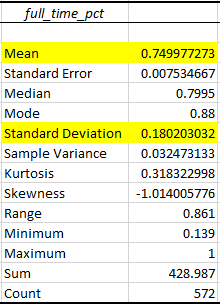 full_time_pct
Mean 0.749977273
Standard Error 0.007534667
Median 0.7995
Mode 0.88
Standard Deviation 0.180203032
Sample Variance 0.032473133
Kurtosis 0.318322998
Skewness -1.014005776
Range 0.861
Minimum 0.139
Maximum 1
Sum 428.987
Count 572